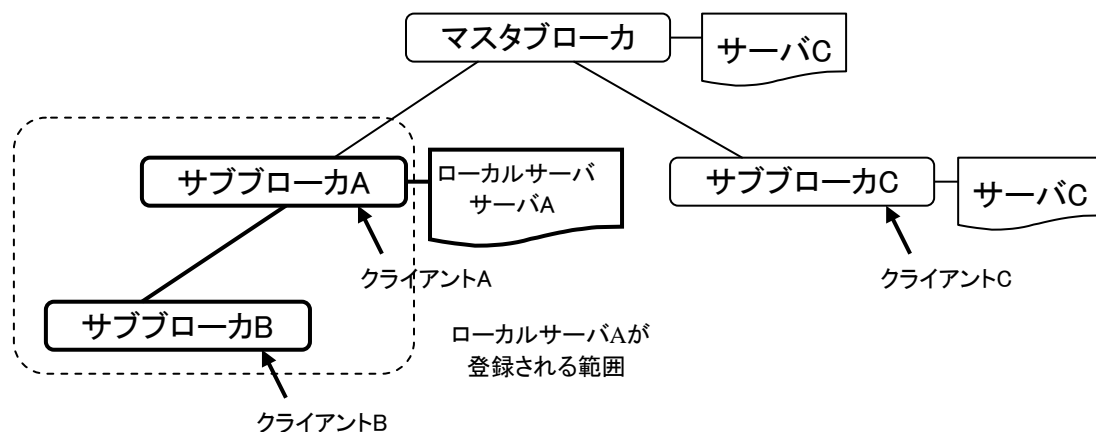 マスタブローカ
サーバC
サブブローカA
ローカルサーバ
サーバA
サブブローカC
サーバC
クライアントA
クライアントC
サブブローカB
ローカルサーバAが
登録される範囲
クライアントB